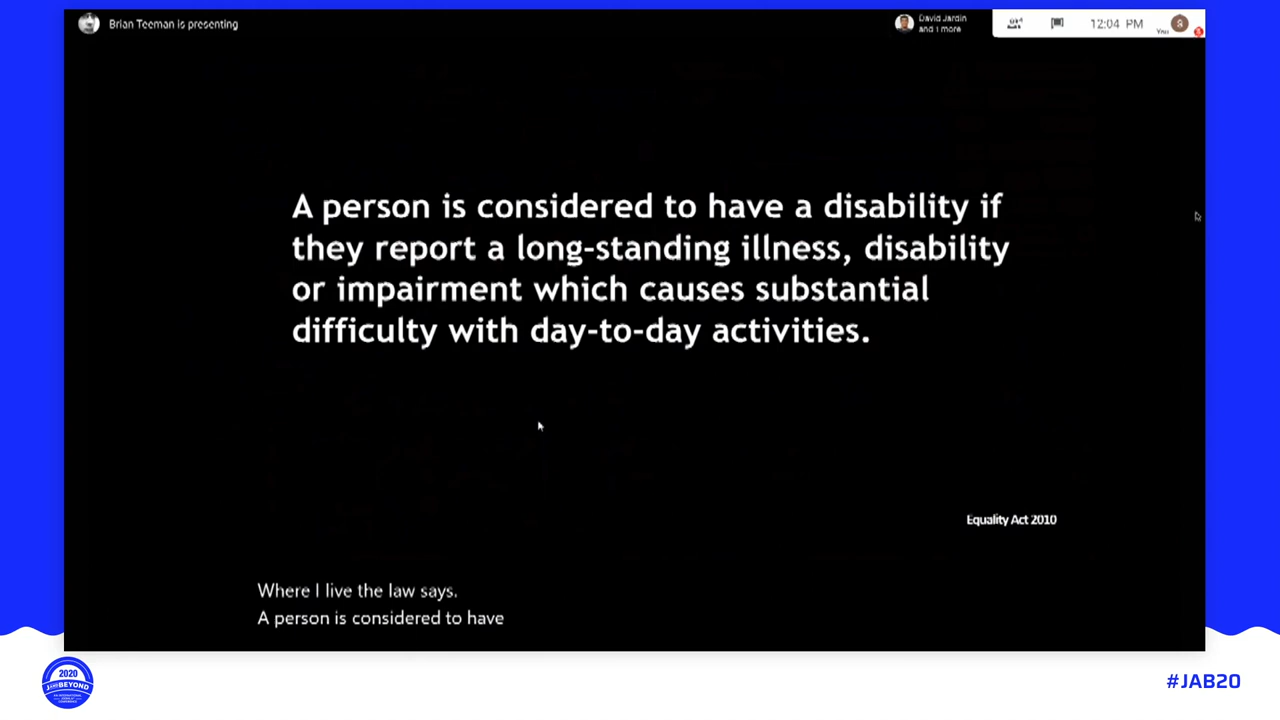 Brian Teeman is presenting
David Jardin
and 1 more
12:04 PM
You
S
A person is considered to have a disability if
they report a long-standing illness, disability
or impairment which causes substantial
difficulty with day-to-day activities.
Equality Act 2010
Where I live the law says.
A person is considered to have
2020
J AND BEYOND
#JAB20